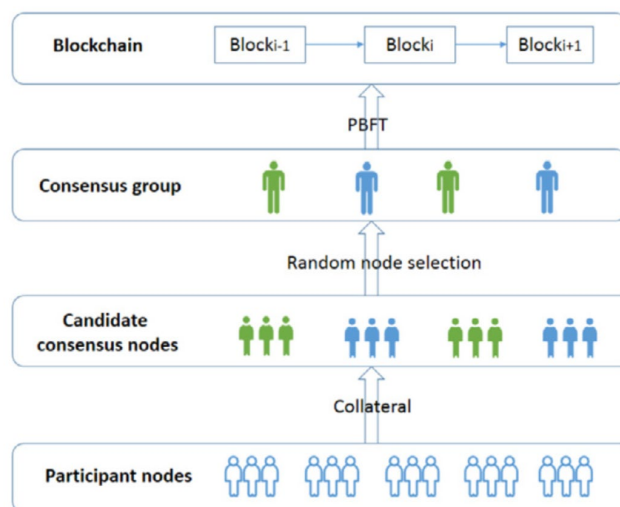 Blockchain
Blocki-1
Blocki
Blocki+1
PBFT
Consensus group
Random node selection
Candidate
consensus nodes
Collateral
Participant nodes